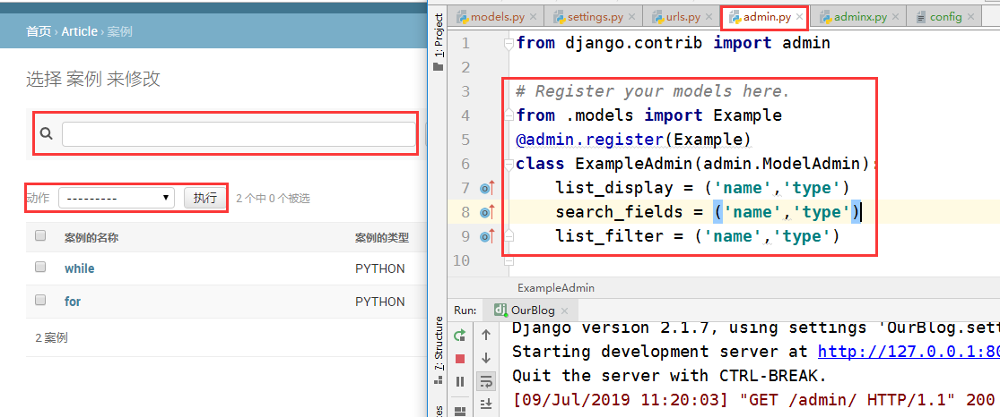 首页 › Article › 案例
选择 案例 来修改
动作 --------- 执行 2 个中 0 个被选
案例的名称 案例的类型
while PYTHON
for PYTHON
2 案例
1: Project
models.py × settings.py × urls.py × admin.py × adminx.py × config ×
1 from django.contrib import admin
2
3 # Register your models here.
4 from .models import Example
5 @admin.register(Example)
6 class ExampleAdmin(admin.ModelAdmin):
7 list_display = ('name','type')
8 search_fields = ('name','type')
9 list_filter = ('name','type')
10
ExampleAdmin
Run: dj OurBlog ×
7: Structure
Django version 2.1.7, using settings 'OurBlog.sett
Starting development server at http://127.0.0.1:80
Quit the server with CTRL-BREAK.
[09/Jul/2019 11:20:03] "GET /admin/ HTTP/1.1" 200